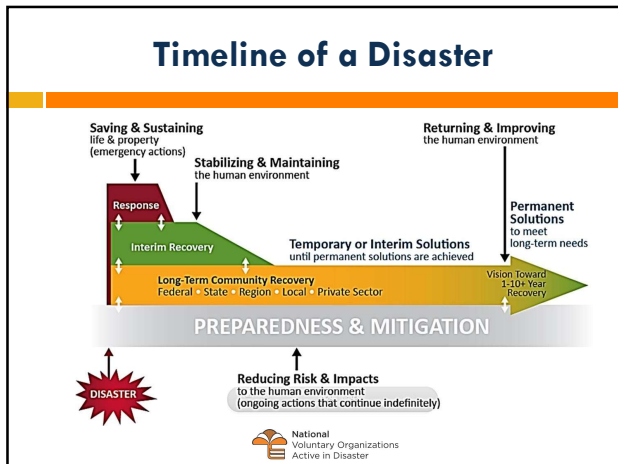 Timeline of a Disaster
Saving & Sustaining
life & property
(emergency actions)
Returning & Improving
the human environment
Stabilizing & Maintaining
the human environment
Response
Permanent
Solutions
to meet
long-term needs
Interim Recovery
Temporary or Interim Solutions
until permanent solutions are achieved
Long-Term Community Recovery
Federal • State • Region • Local • Private Sector
Vision Toward
1-10+ Year
Recovery
PREPAREDNESS & MITIGATION
DISASTER
Reducing Risk & Impacts
to the human environment
(ongoing actions that continue indefinitely)
National
Voluntary Organizations
Active in Disaster